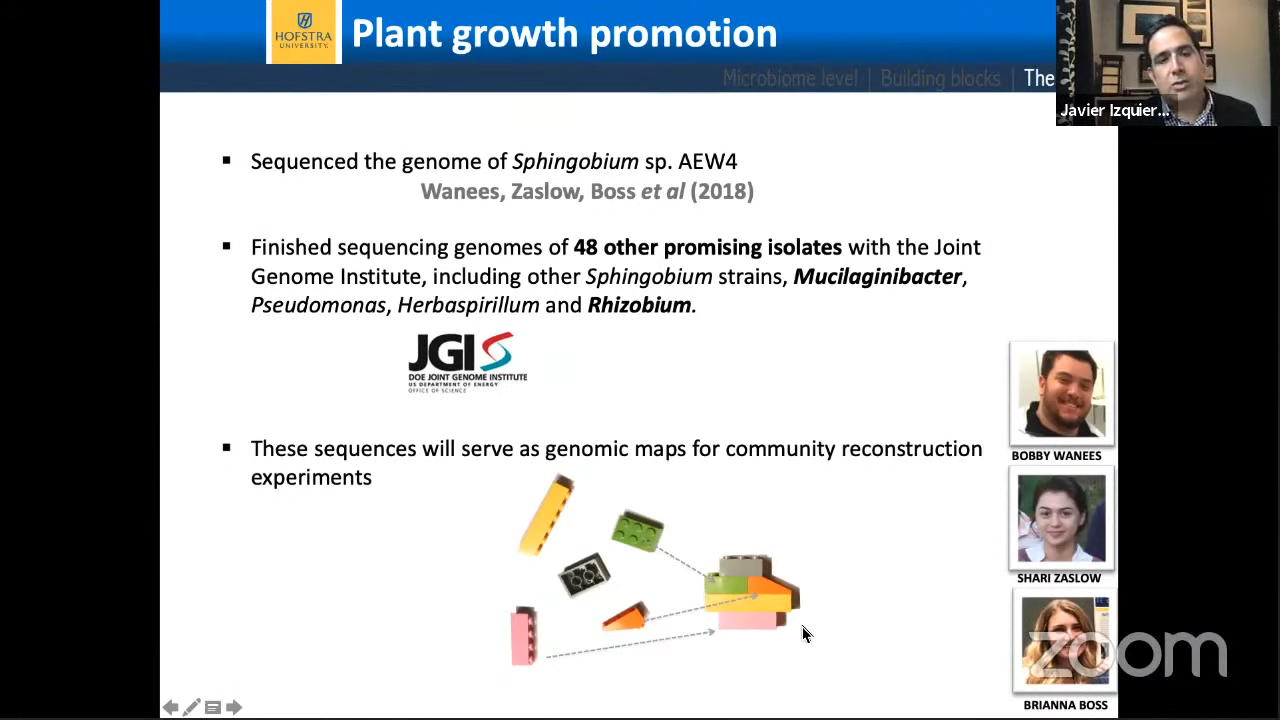 HOFSTRA
UNIVERSITY
Plant growth promotion
Microbiome level | Building blocks | The
Javier Izquier...
▪ Sequenced the genome of Sphingobium sp. AEW4
Wanees, Zaslow, Boss et al (2018)
▪ Finished sequencing genomes of 48 other promising isolates with the Joint
Genome Institute, including other Sphingobium strains, Mucilaginibacter,
Pseudomonas, Herbaspirillum and Rhizobium.
JGI
DOE JOINT GENOME INSTITUTE
US DEPARTMENT OF ENERGY
OFFICE OF SCIENCE
▪ These sequences will serve as genomic maps for community reconstruction
experiments
BOBBY WANEES
SHARI ZASLOW
BRIANNA BOSS
zoom